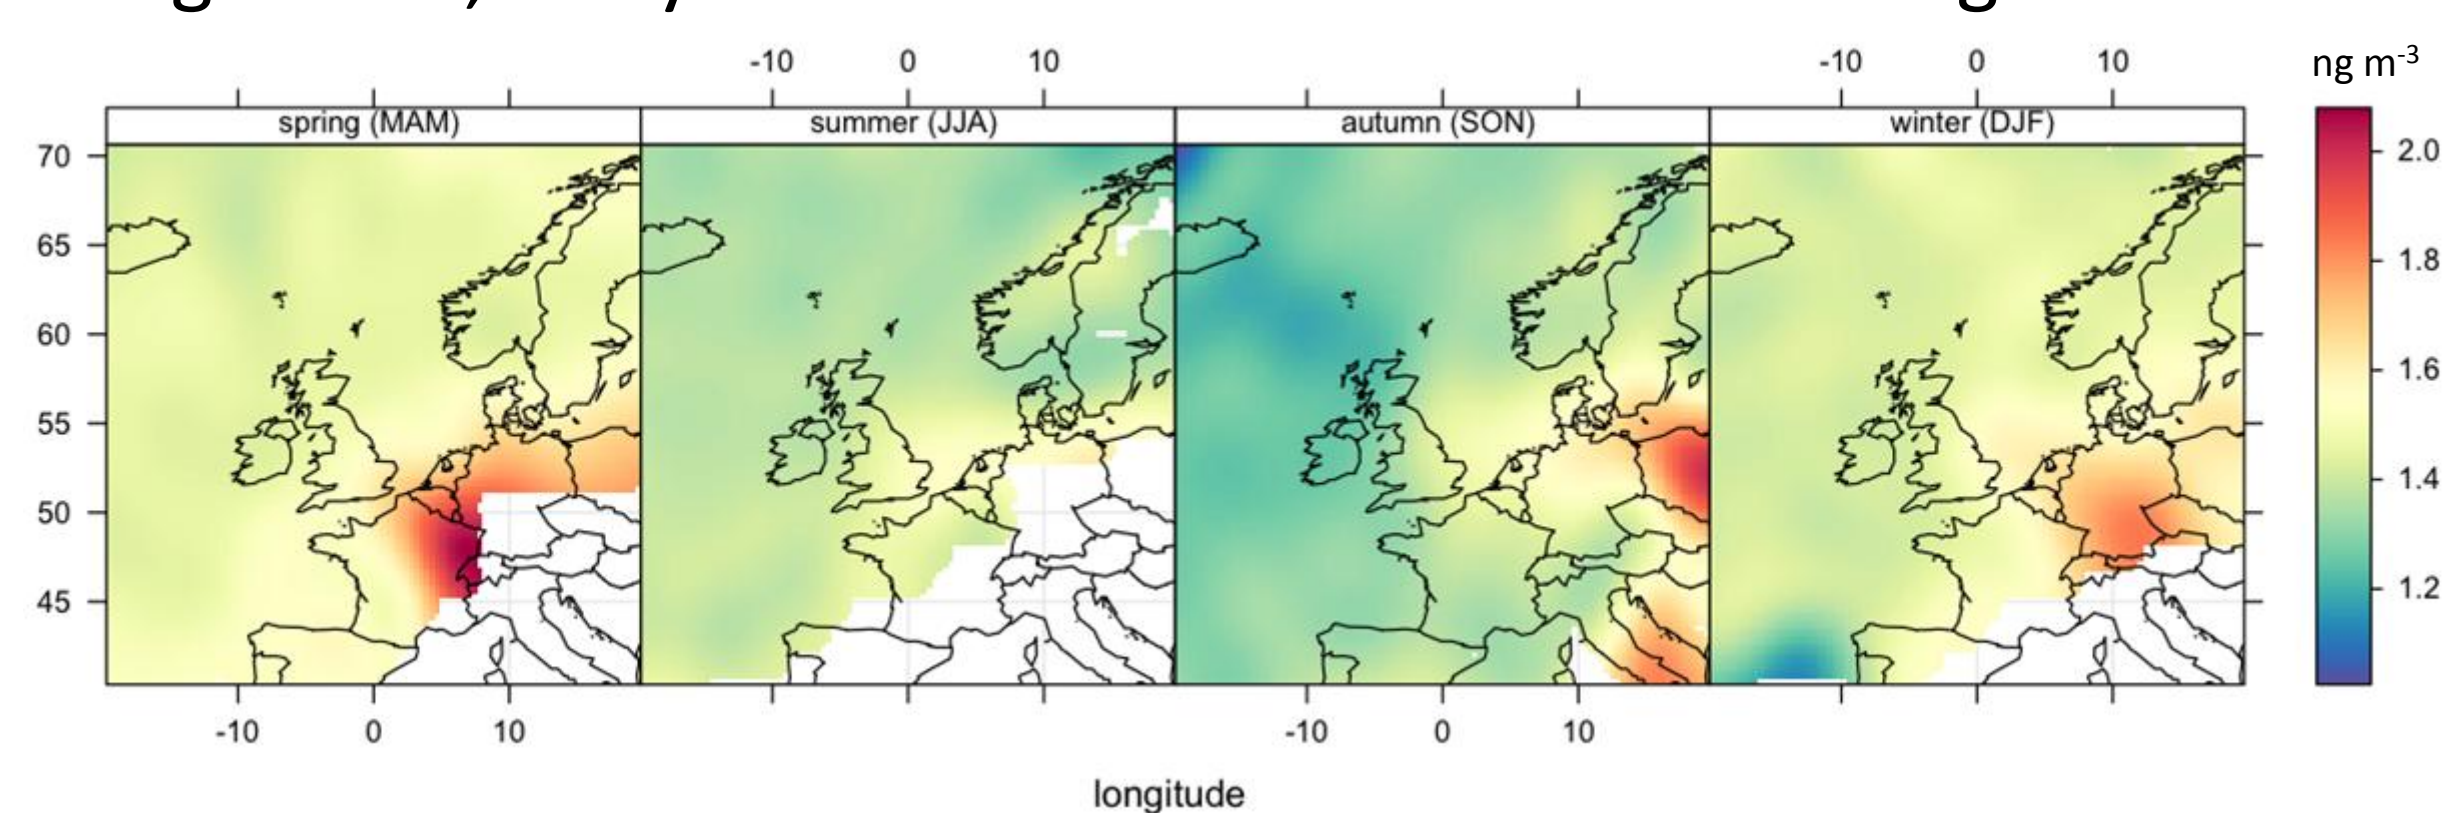 -10 0 10 -10 0 10 ng m-3
spring (MAM) summer (JJA) autumn (SON) winter (DJF)
70
65
60
55
50
45
2.0
1.8
1.6
1.4
1.2
-10 0 10 -10 0 10
longitude